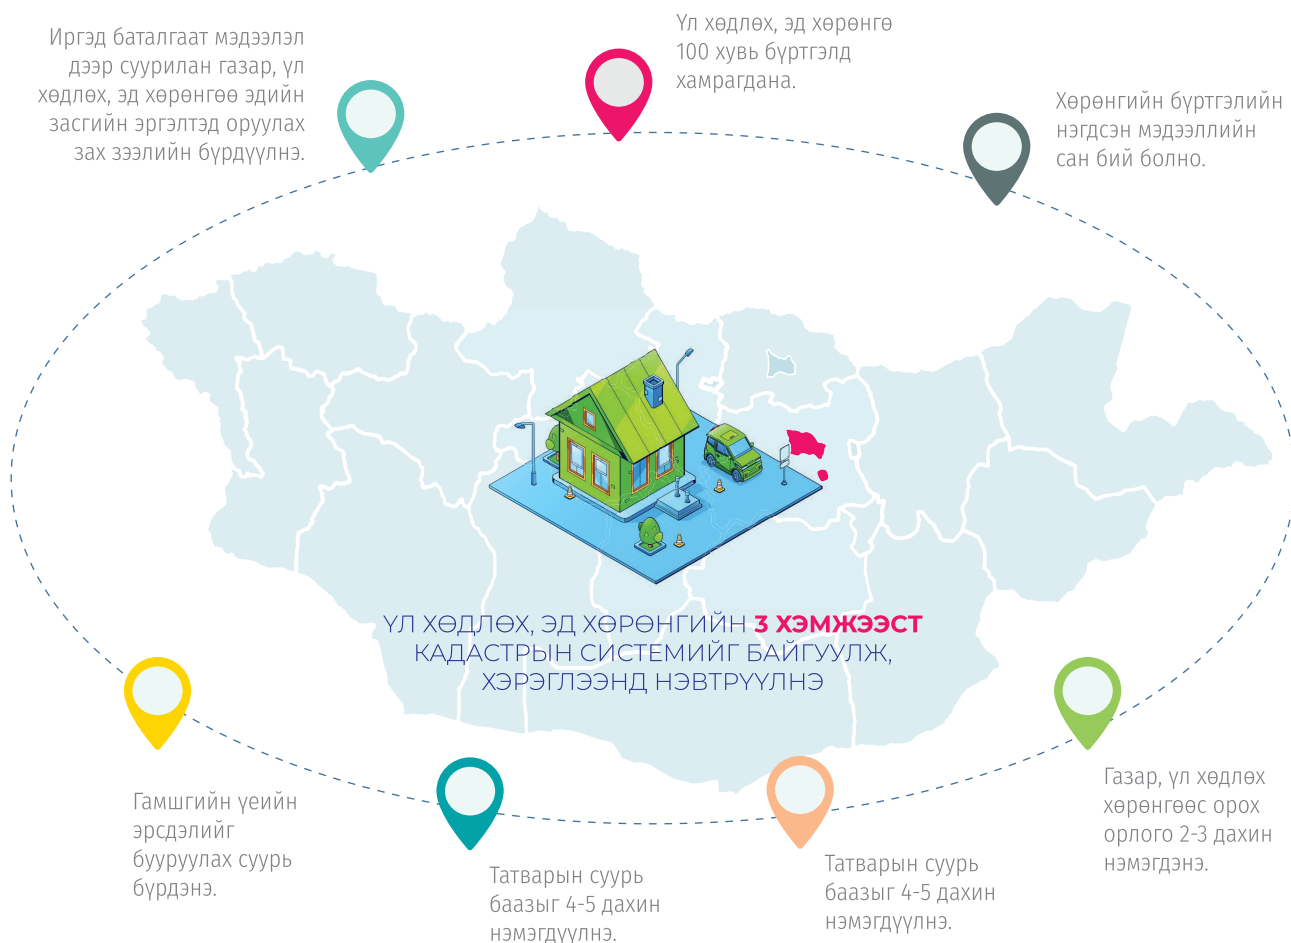 Иргэд баталгаат мэдээлэл
дээр суурилан газар, үл
хөдлөх, эд хөрөнгөө эдийн
засгийн эргэлтэд оруулах
зах зээлийн бүрдүүлнэ.
Үл хөдлөх, эд хөрөнгө
100 хувь бүртгэлд
хамрагдана.
Хөрөнгийн бүртгэлийн
нэгдсэн мэдээллийн
сан бий болно.
ҮЛ ХӨДЛӨХ, ЭД ХӨРӨНГИЙН 3 ХЭМЖЭЭСТ
КАДАСТРЫН СИСТЕМИЙГ БАЙГУУЛЖ,
ХЭРЭГЛЭЭНД НЭВТРҮҮЛНЭ
Гамшгийн үеийн
эрсдэлийг
бууруулах суурь
бүрдэнэ.
Татварын суурь
баазыг 4-5 дахин
нэмэгдүүлнэ.
Татварын суурь
баазыг 4-5 дахин
нэмэгдүүлнэ.
Газар, үл хөдлөх
хөрөнгөөс орох
орлого 2-3 дахин
нэмэгдэнэ.